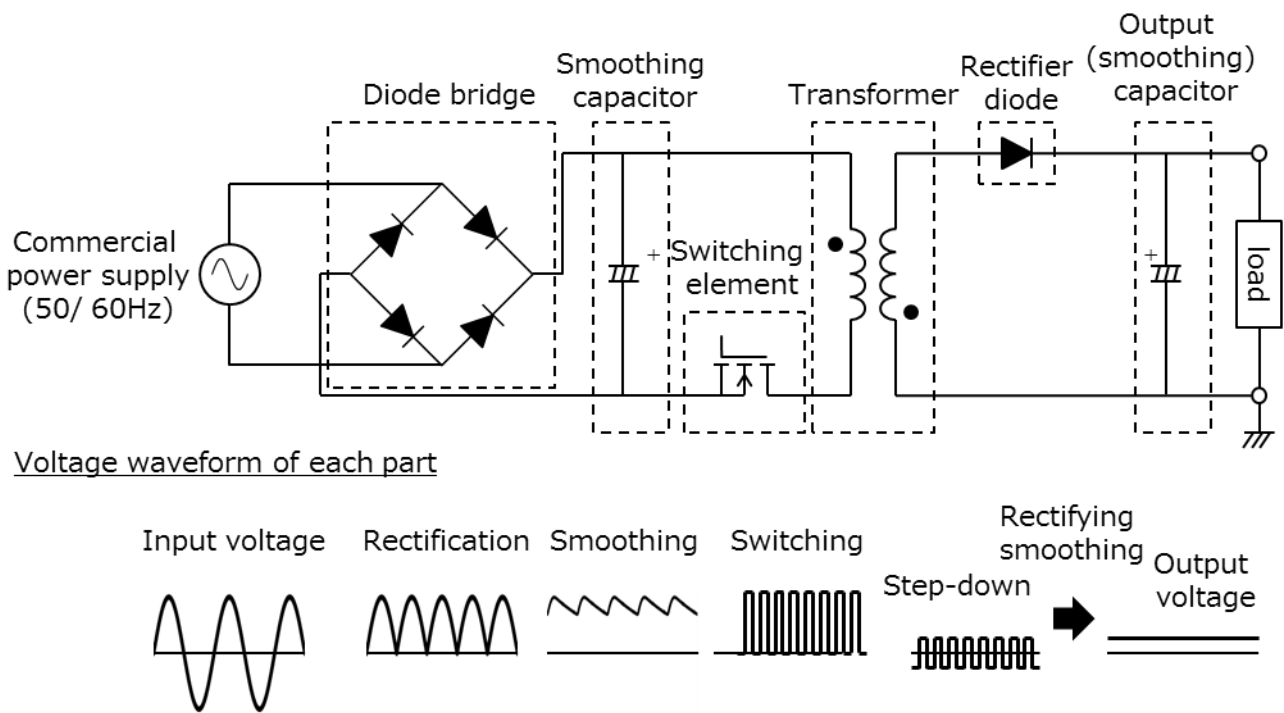 Output
(smoothing)
capacitor
Smoothing
capacitor
Rectifier
diode
Diode bridge
Transformer
Commercial
power supply
(50/ 60Hz)
+
Switching
element
+
load
Voltage waveform of each part
Input voltage
Rectification
Smoothing
Switching
Step-down
Rectifying
smoothing
Output
voltage